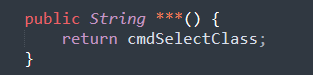 public String ***() {
return cmdSelectClass;
}